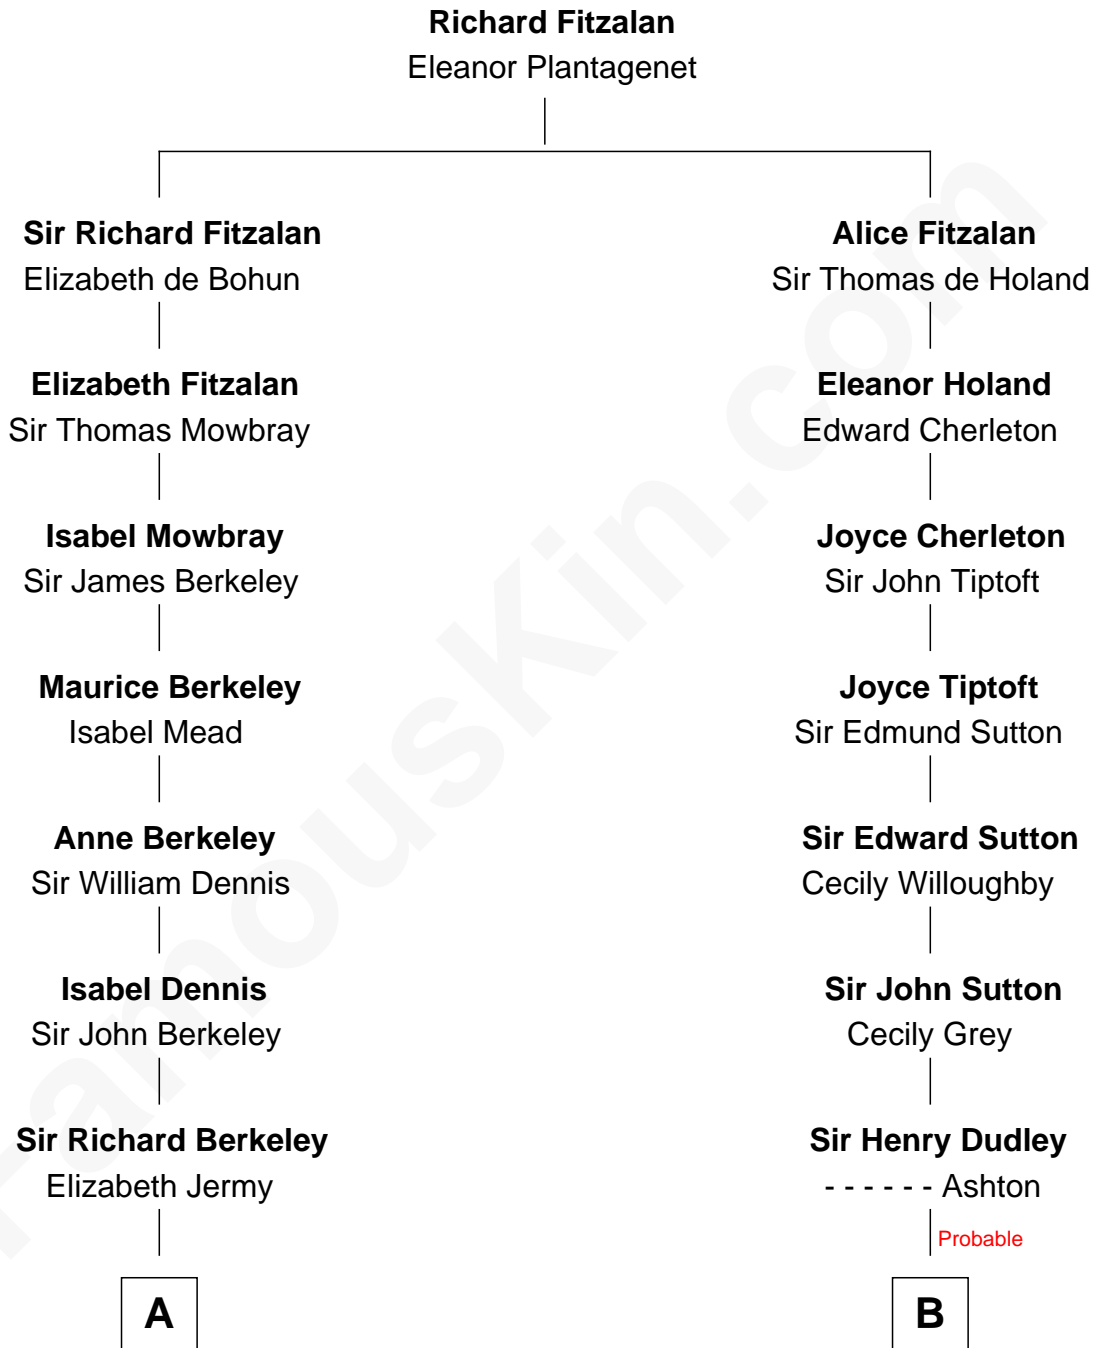 Richard Fitzalan
Eleanor Plantagenet
Sir Richard Fitzalan
Elizabeth de Bohun
Alice Fitzalan
Sir Thomas de Holand
Elizabeth Fitzalan
Sir Thomas Mowbray
Eleanor Holand
Edward Cherleton
Isabel Mowbray
Sir James Berkeley
Joyce Cherleton
Sir John Tiptoft
Maurice Berkeley
Isabel Mead
Joyce Tiptoft
Sir Edmund Sutton
Anne Berkeley
Sir William Dennis
Sir Edward Sutton
Cecily Willoughby
Isabel Dennis
Sir John Berkeley
Sir John Sutton
Cecily Grey
Sir Richard Berkeley
Elizabeth Jermy
Sir Henry Dudley
- - - - - - Ashton
Probable
A
B
FamousKin.com